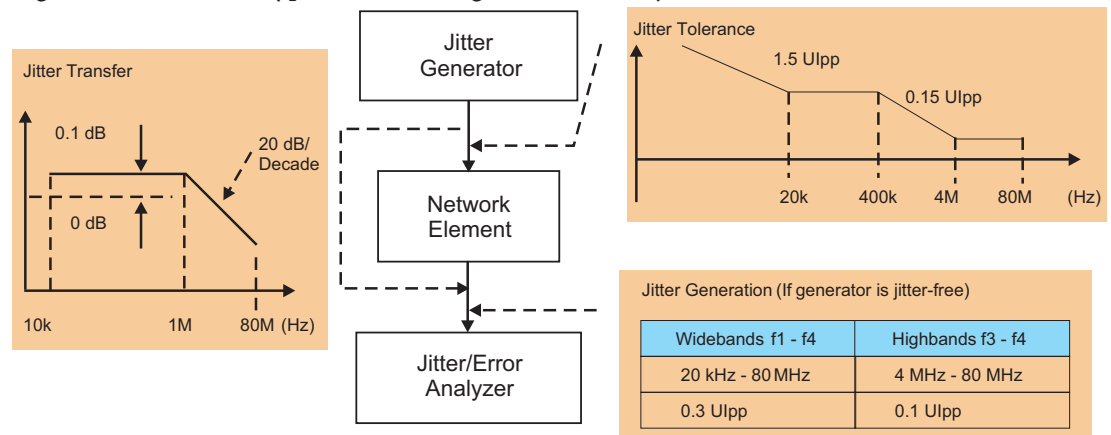 Jitter Transfer
0.1 dB
20 dB/
Decade
0 dB
10k 1M 80M (Hz)
Jitter
Generator
Network
Element
Jitter/Error
Analyzer
Jitter Tolerance
1.5 UIpp
0.15 UIpp
20k 400k 4M 80M (Hz)
Jitter Generation (If generator is jitter-free)
Widebands f1 - f4 Highbands f3 - f4
20 kHz - 80 MHz 4 MHz - 80 MHz
0.3 UIpp 0.1 UIpp